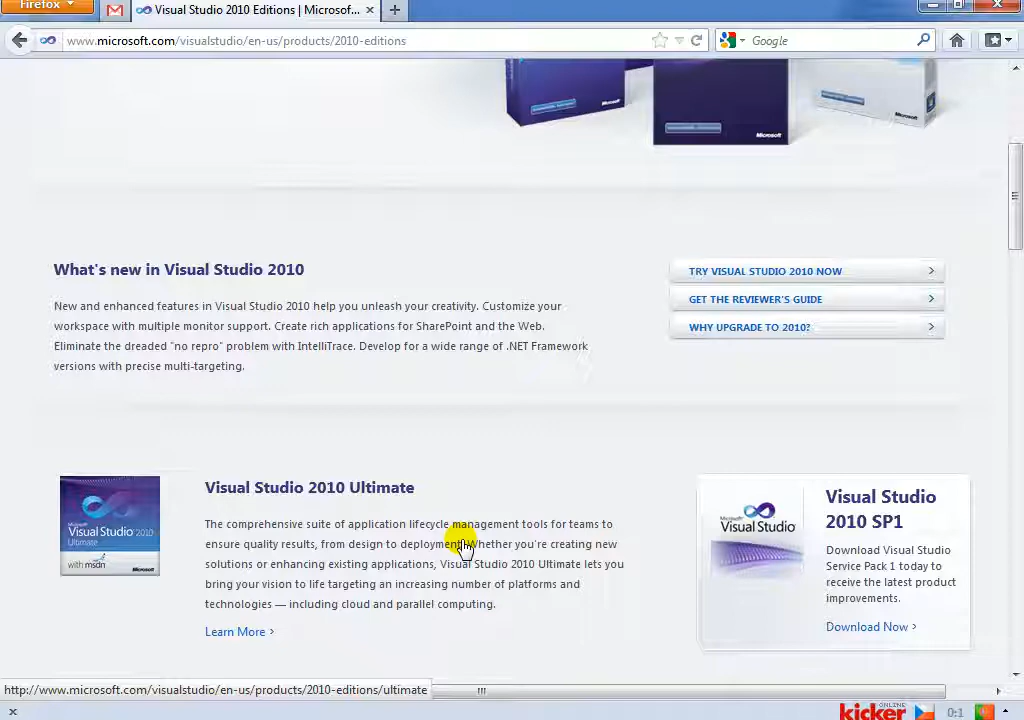 Firefox
Visual Studio 2010 Editions | Microsof...
www.microsoft.com/visualstudio/en-us/products/2010-editions
Google
Microsoft
Microsoft
Microsoft
What's new in Visual Studio 2010
New and enhanced features in Visual Studio 2010 help you unleash your creativity. Customize your
workspace with multiple monitor support. Create rich applications for SharePoint and the Web.
Eliminate the dreaded "no repro" problem with IntelliTrace. Develop for a wide range of .NET Framework
versions with precise multi-targeting.
TRY VISUAL STUDIO 2010 NOW
GET THE REVIEWER'S GUIDE
WHY UPGRADE TO 2010?
Microsoft
Visual Studio 2010
Ultimate
with msdn
Microsoft
Visual Studio 2010 Ultimate
The comprehensive suite of application lifecycle management tools for teams to
ensure quality results, from design to deployment. Whether you're creating new
solutions or enhancing existing applications, Visual Studio 2010 Ultimate lets you
bring your vision to life targeting an increasing number of platforms and
technologies — including cloud and parallel computing.
Learn More >
Microsoft
Visual Studio
Visual Studio
2010 SP1
Download Visual Studio
Service Pack 1 today to
receive the latest product
improvements.
Download Now >
http://www.microsoft.com/visualstudio/en-us/products/2010-editions/ultimate
x
kicker ONLINE
0:1